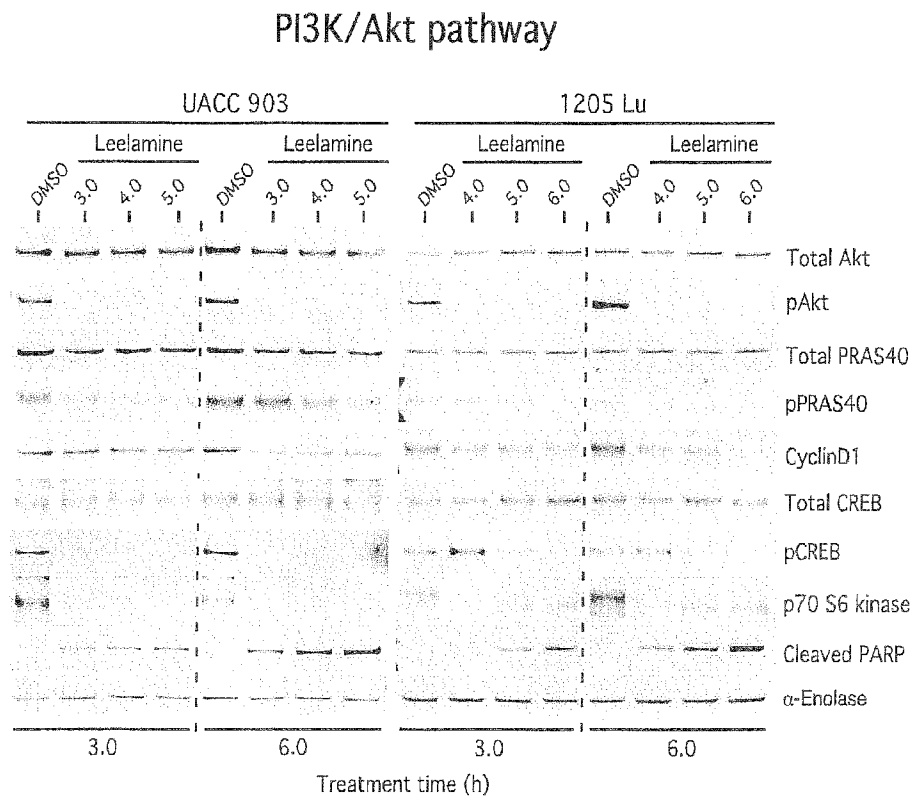 PI3K/Akt pathway
UACC 903 1205 Lu
Leelamine Leelamine Leelamine Leelamine
DMSO 3.0 4.0 5.0 DMSO 3.0 4.0 5.0 DMSO 4.0 5.0 6.0 DMSO 4.0 5.0 6.0
Total Akt
pAkt
Total PRAS40
pPRAS40
CyclinD1
Total CREB
pCREB
p70 S6 kinase
Cleaved PARP
α-Enolase
3.0 6.0 3.0 6.0
Treatment time (h)